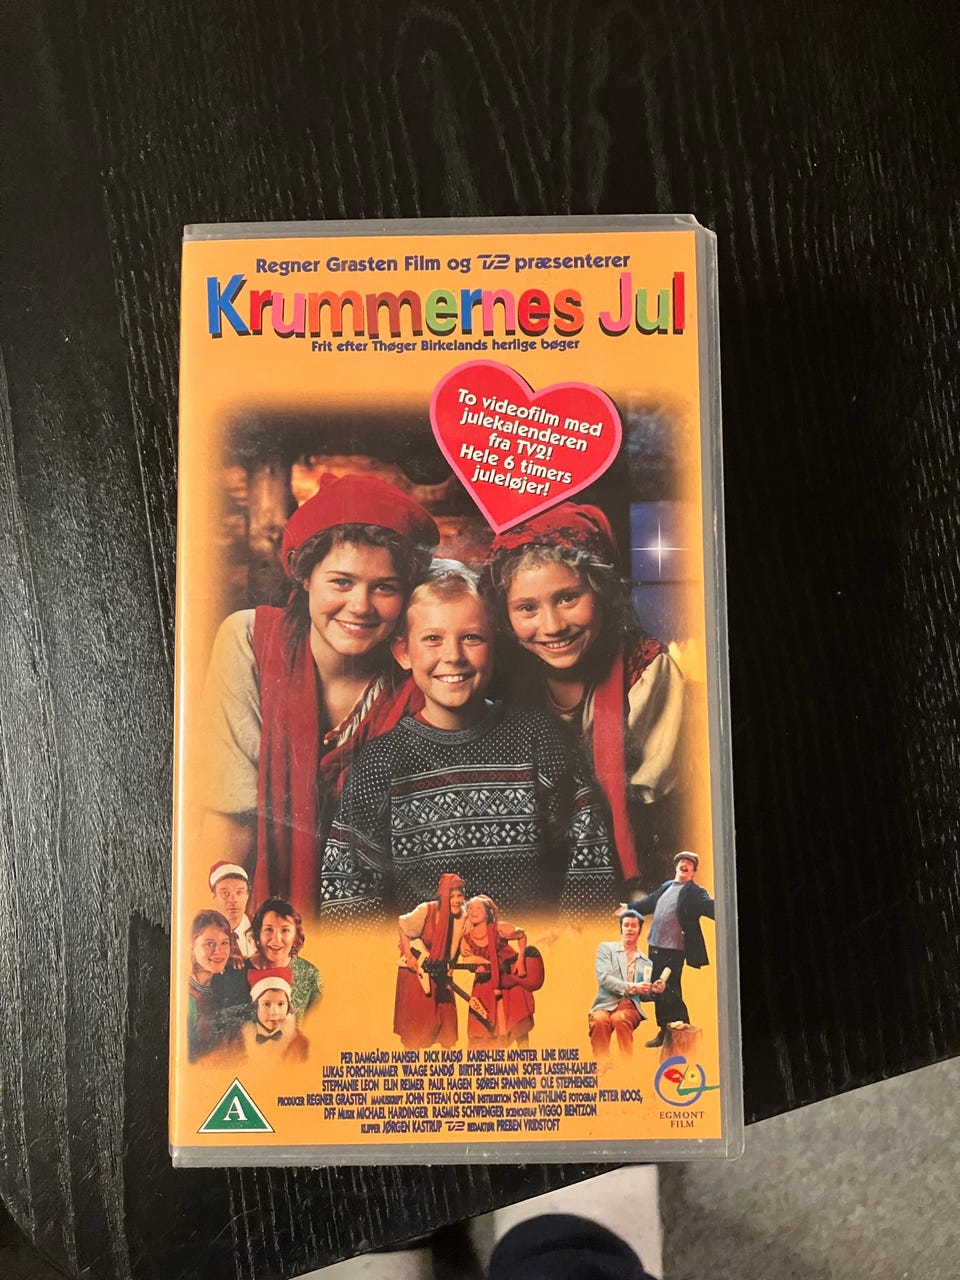 Regner Grasten Film og TV2 præsenterer
Krummernes Jul
Frit efter Thøger Birkelands herlige bøger
To videofilm med
julekalenderen
fra TV2!
Hele 6 timers
juleløjer!
PER DAMGÅRD HANSEN DICK KAISØ KAREN-LISE MYNSTER LINE KRUSE
LUKAS FORCHHAMMER WAAGE SANDØ BIRTHE NEUMANN SOFIE LASSEN-KAHLKE
STEPHANIE LEON ELIN REIMER PAUL HAGEN SØREN SPANNING OLE STEPHENSEN
PRODUCER REGNER GRASTEN MANUSKRIPT JOHN STEFAN OLSEN INSTRUKTION SVEN METHLING FOTOGRAF PETER ROOS,
DFF MUSIK MICHAEL HARDINGER RASMUS SCHWENGER SCENOGRAF VIGGO BENTZON
KLIPPER JØRGEN KASTRUP TV2 REDAKTØR PREBEN VRIDSTOFT
A
EGMONT
FILM